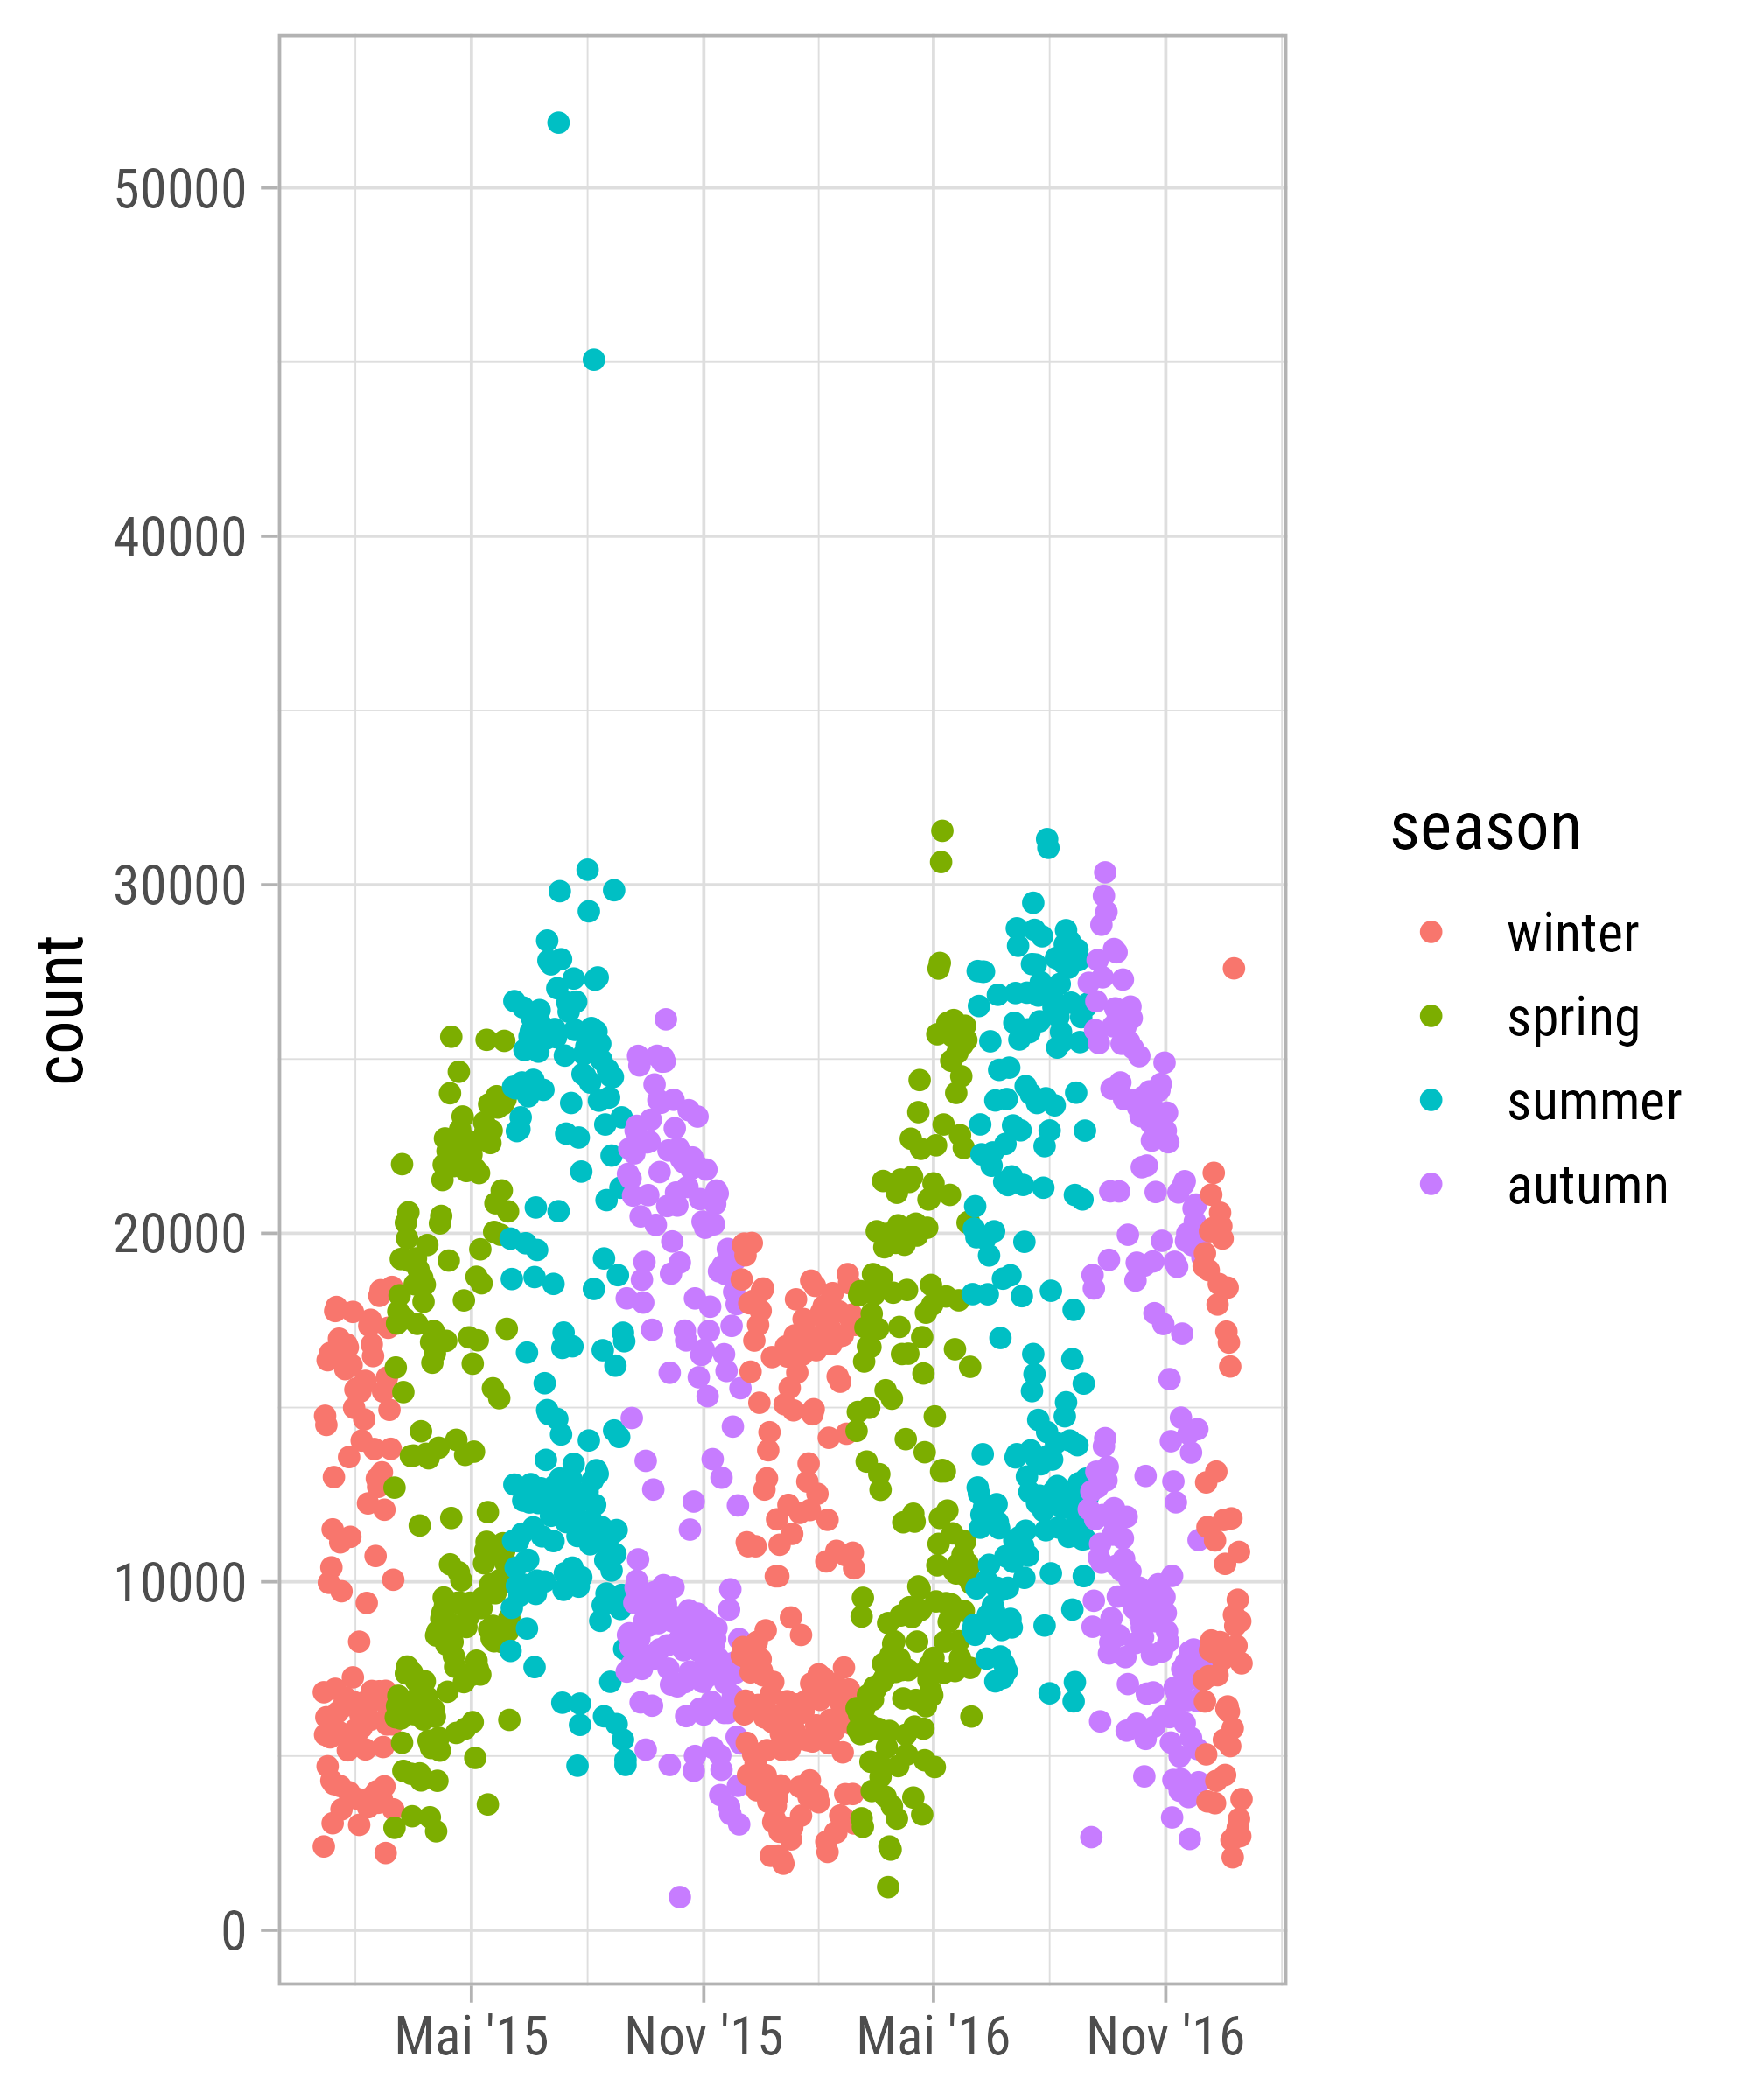 50000
40000
30000
20000
10000
0
count
Mai '15
Nov '15
Mai '16
Nov '16
season
winter
spring
summer
autumn